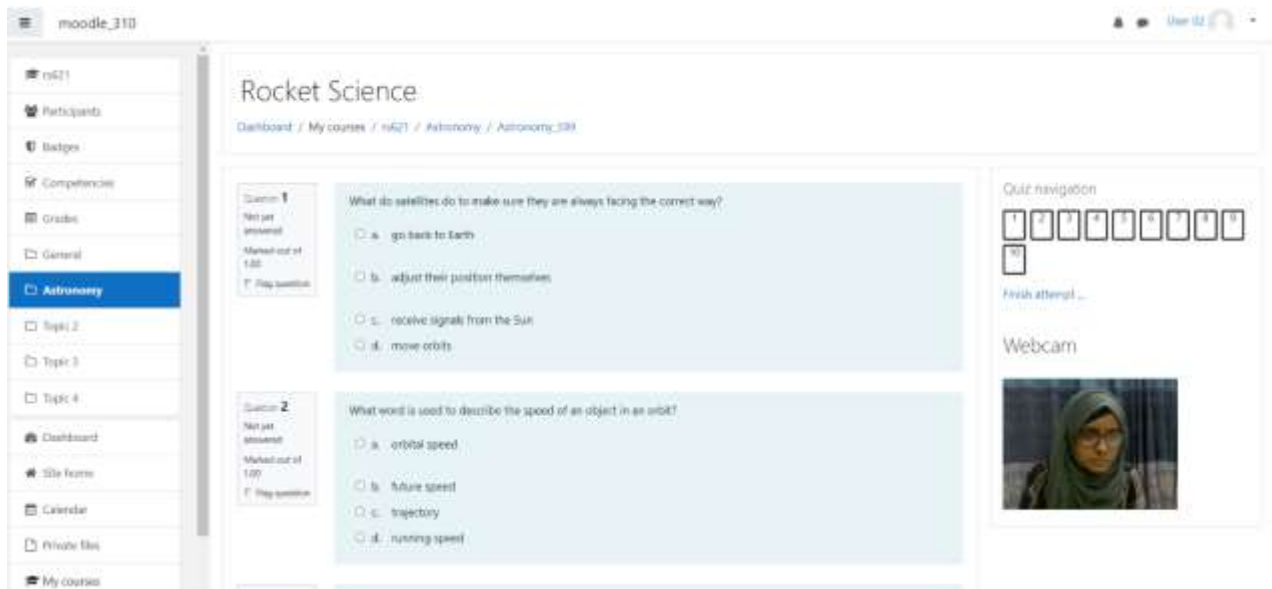 moodle_310
User 02
rs621
Participants
Badges
Competencies
Grades
General
Astronomy
Topic 2
Topic 3
Topic 4
Dashboard
Site home
Calendar
Private files
My courses
Rocket Science
Dashboard / My courses / rs621 / Astronomy /
Question 1
Not yet
answered
Marked out of
1.00
Flag question
What do satellites do to make sure they are always facing the correct way?
a. go back to Earth
b. adjust their position themselves
c. receive signals from the Sun
d. move orbits
Question 2
Not yet
answered
Marked out of
1.00
Flag question
What word is used to describe the speed of an object in an orbit?
a. orbital speed
b. future speed
c. trajectory
d. running speed
Quiz navigation
1 2 3 4 5 6 7 8 9
10
Finish attempt ...
Webcam